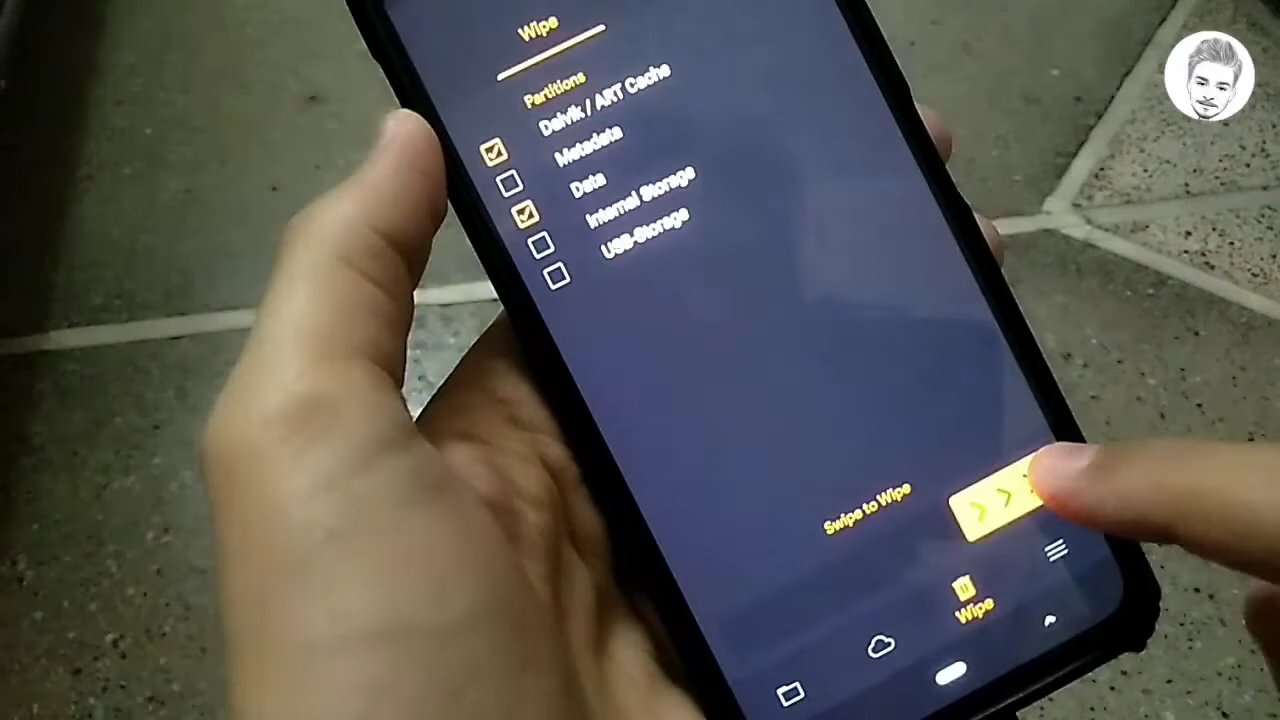 Wipe
Partitions
Dalvik / ART Cache
Metadata
Data
Internal Storage
USB-Storage
Swipe to Wipe
Wipe